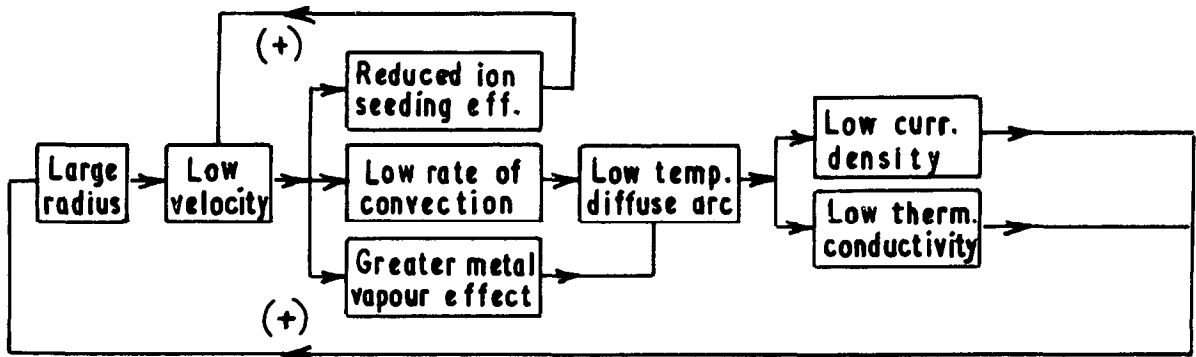 (+)
Reduced ion
seeding eff.
Large
radius
Low
velocity
Low rate of
convection
Greater metal
vapour effect
Low temp.
diffuse arc
Low curr.
density
Low therm.
conductivity
(+)